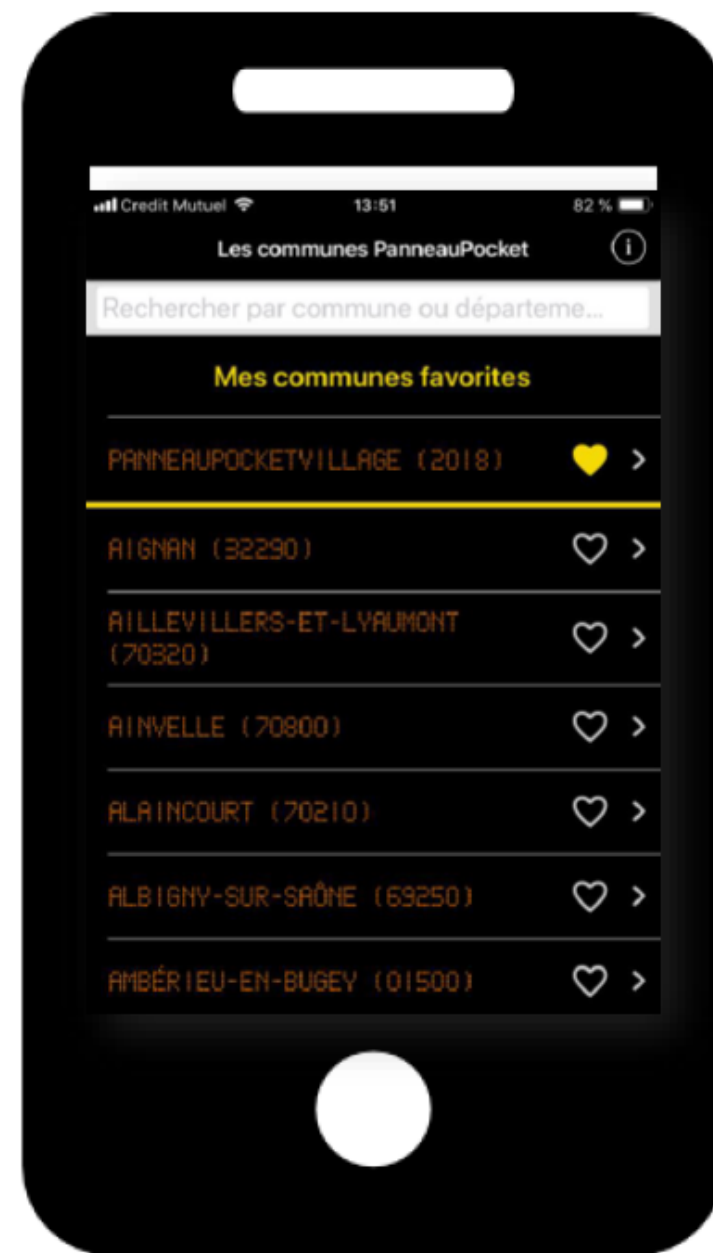 Credit Mutuel 13:51 82 %
Les communes PanneauPocket i
Rechercher par commune ou départeme...
Mes communes favorites
PANNEAUPOCKETVILLAGE (2018)
AIGNAN (32290)
AILLEVILLERS-ET-LYAUMONT
(70320)
AINVELLE (70800)
ALAINCOURT (70210)
ALBIGNY-SUR-SAÔNE (69250)
AMBÉRIEU-EN-BUGEY (01500)